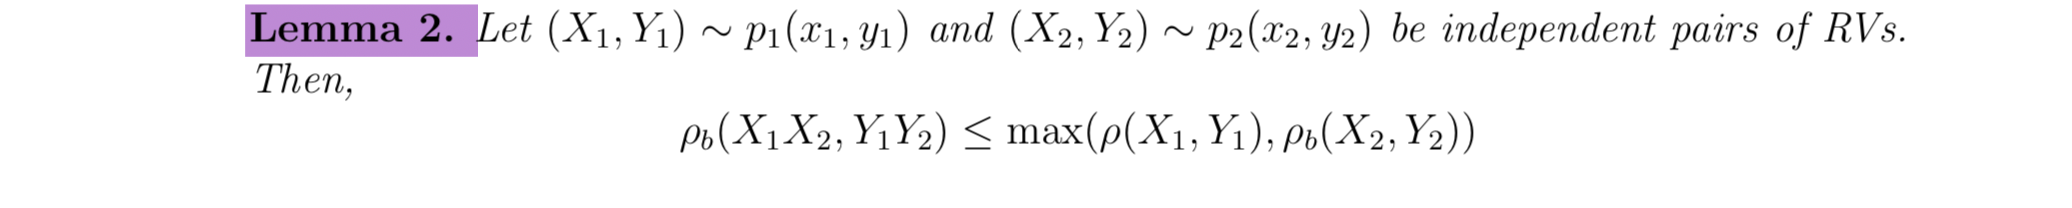 Lemma 2. Let (X₁, Y₁) ∼ p₁(x₁, y₁) and (X₂, Y₂) ∼ p₂(x₂, y₂) be independent pairs of RVs.
Then,
ρ_b(X₁X₂, Y₁Y₂) ≤ max(ρ(X₁, Y₁), ρ_b(X₂, Y₂))